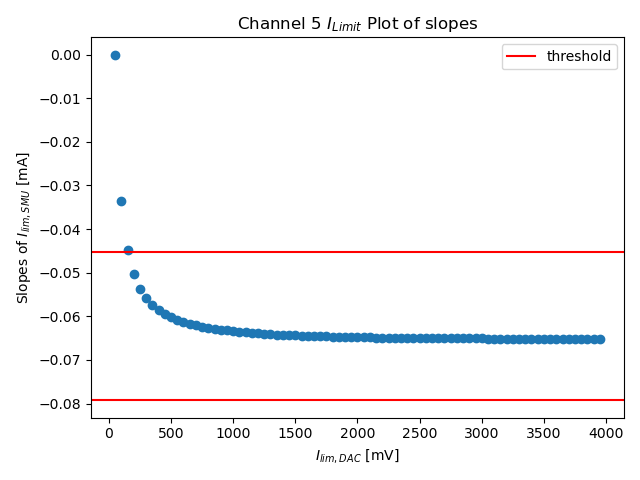 Channel 5 I_Limit Plot of slopes
threshold
0.00
−0.01
−0.02
−0.03
−0.04
−0.05
−0.06
−0.07
−0.08
Slopes of I_lim,SMU [mA]
0 500 1000 1500 2000 2500 3000 3500 4000
I_lim,DAC [mV]